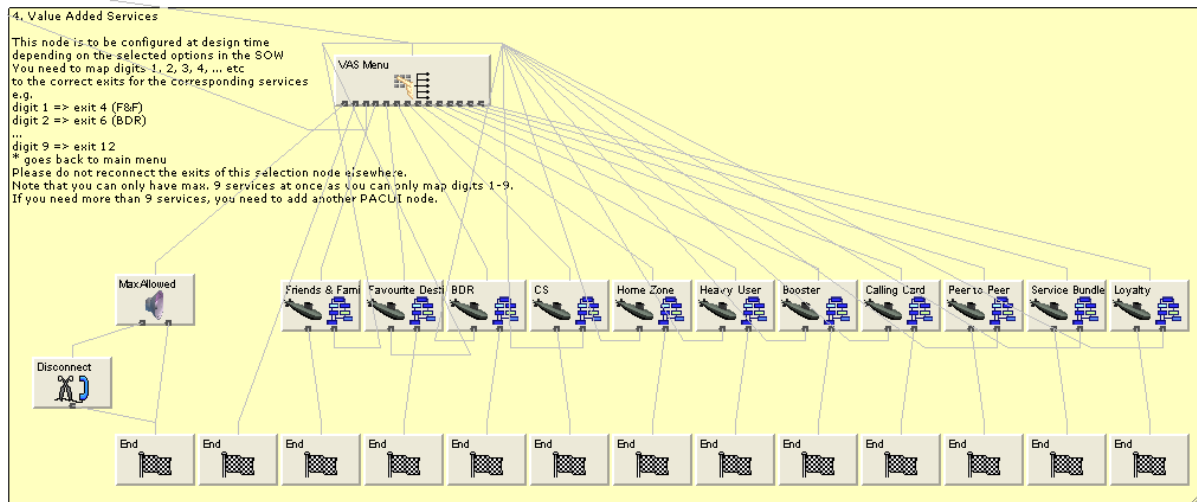 4. Value Added Services
This node is to be configured at design time
depending on the selected options in the SOW
You need to map digits 1, 2, 3, 4, ... etc
to the correct exits for the corresponding services
e.g.
digit 1 => exit 4 (F&F)
digit 2 => exit 6 (BDR)
...
digit 9 => exit 12
* goes back to main menu
Please do not reconnect the exits of this selection node elsewhere.
Note that you can only have max. 9 services at once as you can only map digits 1-9.
If you need more than 9 services, you need to add another PACUI node.
VAS Menu
MaxAllowed
Friends & Fami
Favourite Desti
BDR
CS
Home Zone
Heavy User
Booster
Calling Card
Peer to Peer
Service Bundle
Loyalty
Disconnect
End
End
End
End
End
End
End
End
End
End
End
End
End